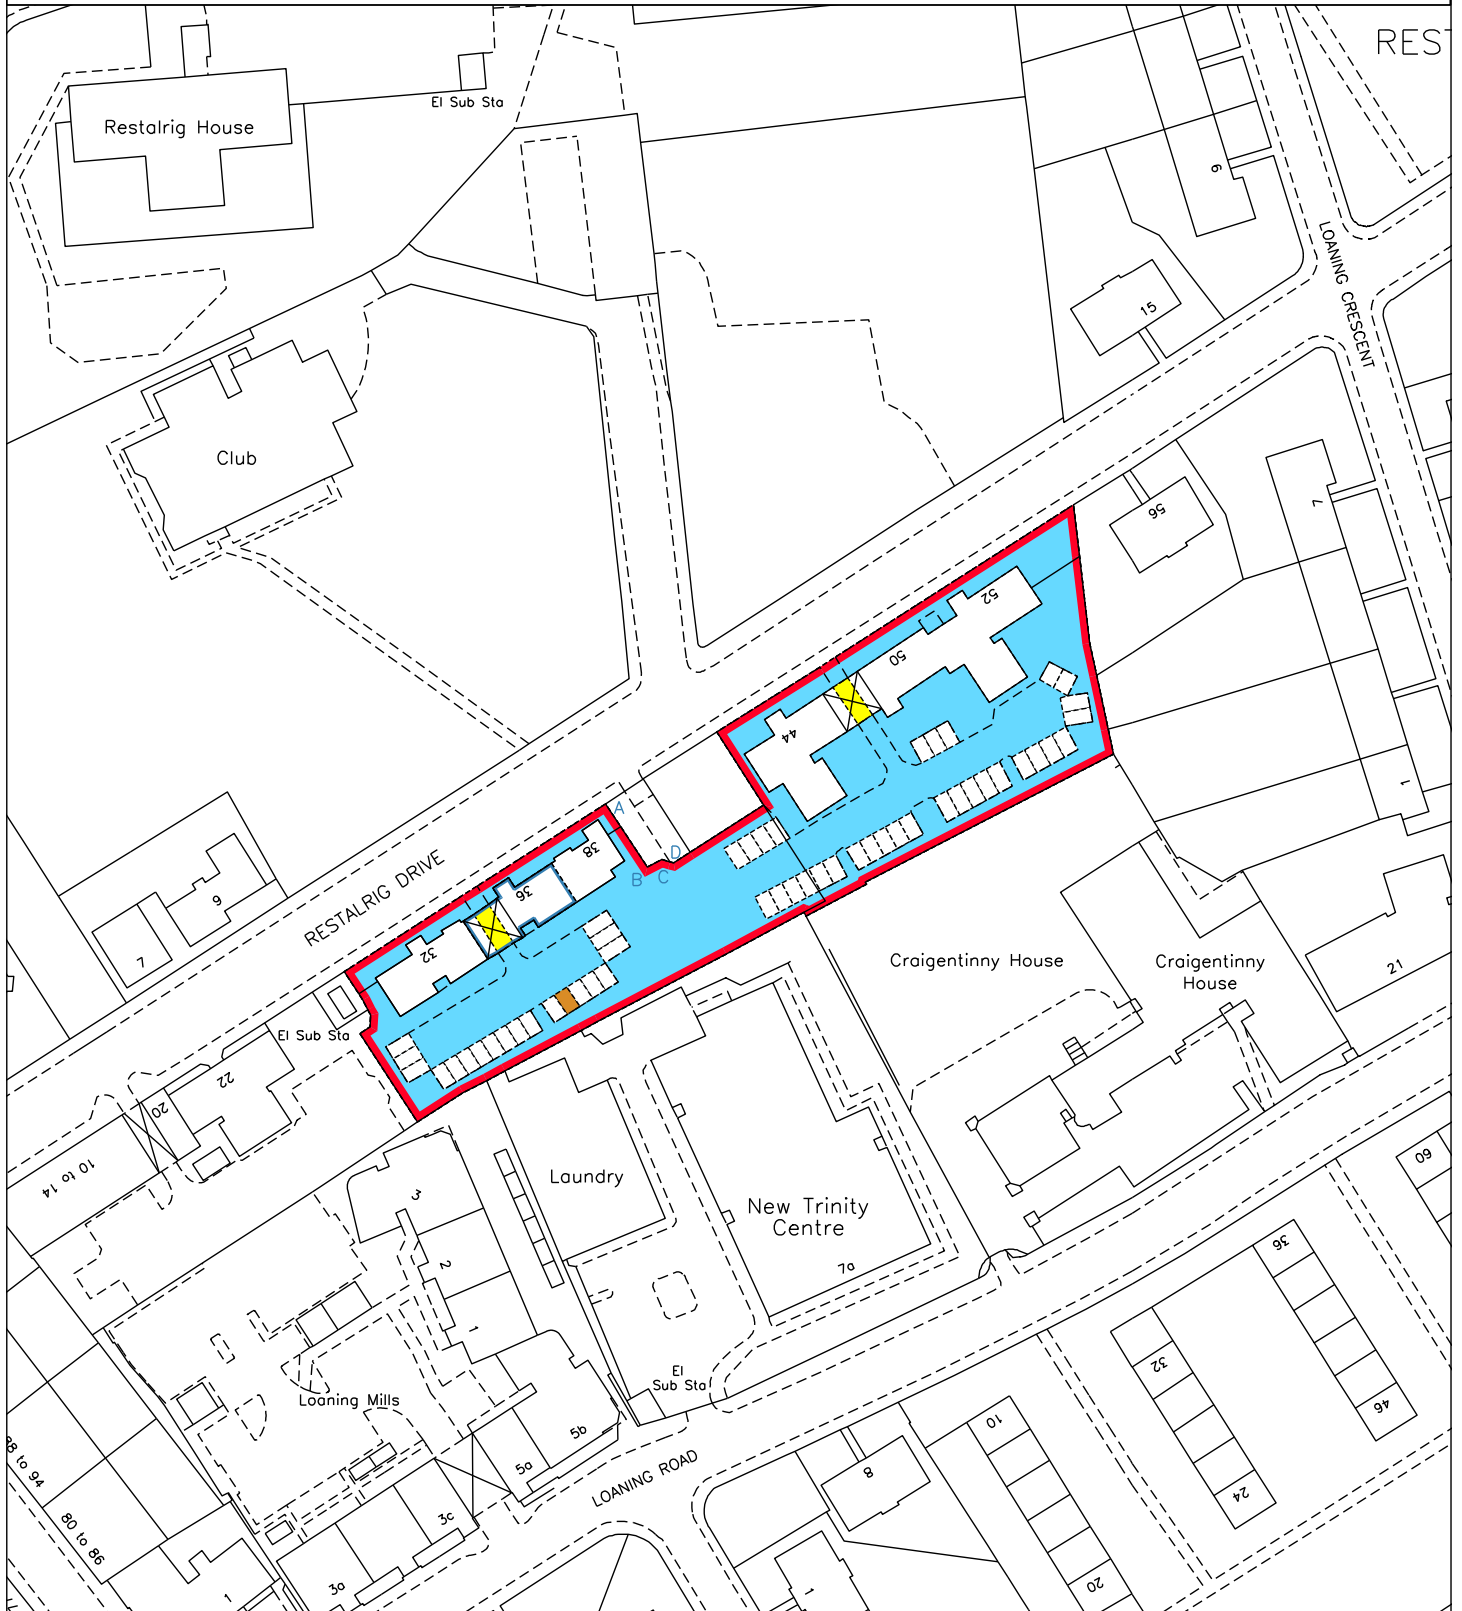 REST
El Sub Sta
Restalrig House
9
LOANING CRESCENT
15
Club
56
7
52
50
44
A
D
B
C
38
36
32
RESTALRIG DRIVE
9
7
1
El Sub Sta
Craigentinny House
Craigentinny
House
21
22
20
10 to 14
Laundry
New Trinity
Centre
7a
3
2
1
60
36
32
46
24
El
Sub Sta
Loaning Mills
5b
5a
LOANING ROAD
10
8
3c
to 94
80 to 86
3a
1
1
20